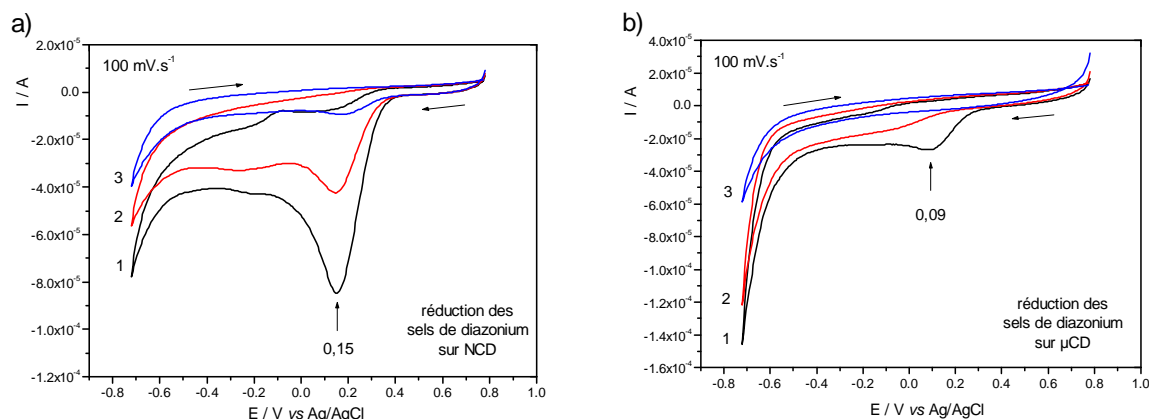 a)
100 mV.s⁻¹
I / A
2.0x10⁻⁵
0.0
-2.0x10⁻⁵
-4.0x10⁻⁵
-6.0x10⁻⁵
-8.0x10⁻⁵
-1.0x10⁻⁴
-1.2x10⁻⁴
3
2
1
0,15
réduction des
sels de diazonium
sur NCD
-0.8 -0.6 -0.4 -0.2 0.0 0.2 0.4 0.6 0.8 1.0
E / V vs Ag/AgCl
b)
100 mV.s⁻¹
I / A
4.0x10⁻⁵
2.0x10⁻⁵
0.0
-2.0x10⁻⁵
-4.0x10⁻⁵
-6.0x10⁻⁵
-8.0x10⁻⁵
-1.0x10⁻⁴
-1.2x10⁻⁴
-1.4x10⁻⁴
-1.6x10⁻⁴
3
2
1
0,09
réduction des
sels de diazonium
sur µCD
-0.8 -0.6 -0.4 -0.2 0.0 0.2 0.4 0.6 0.8 1.0
E / V vs Ag/AgCl